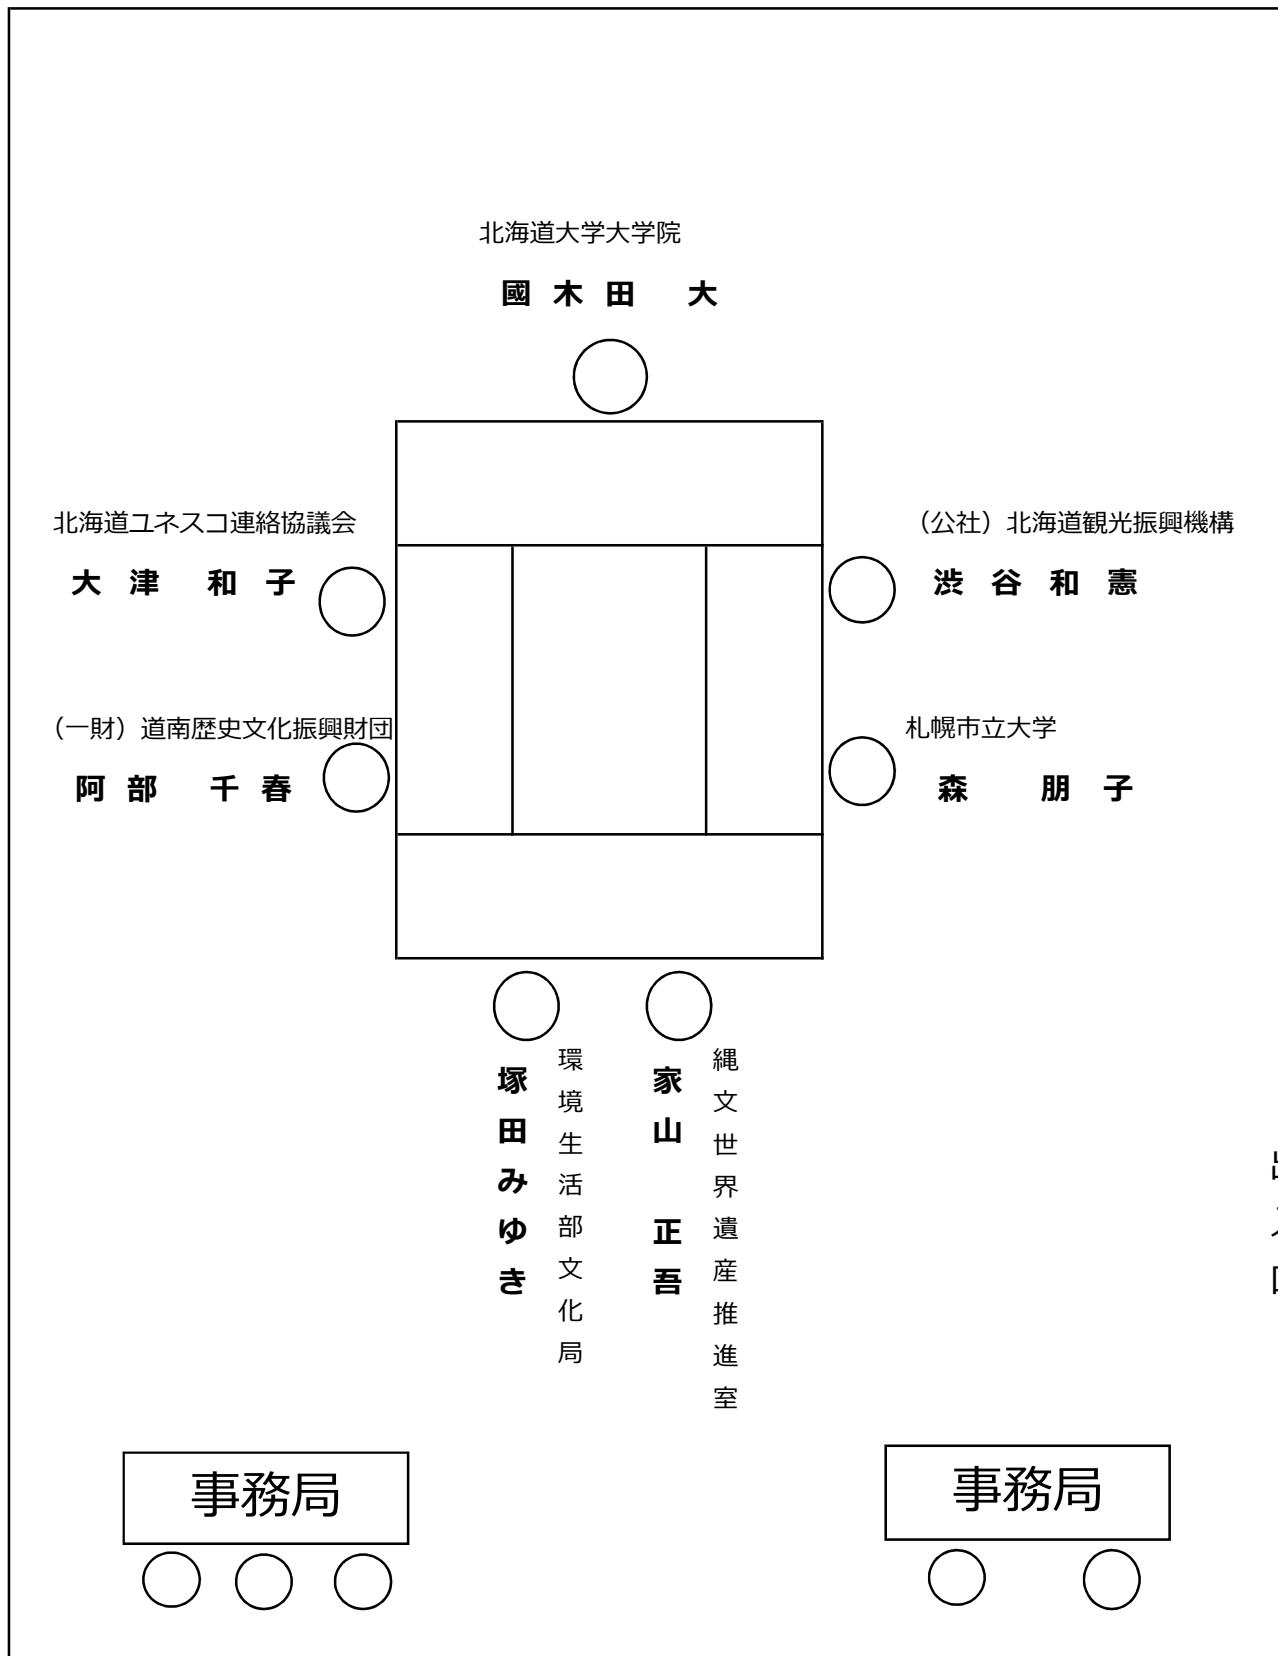 北海道大学大学院
國木田　大
北海道ユネスコ連絡協議会
大津　和子
（公社）北海道観光振興機構
渋谷和憲
（一財）道南歴史文化振興財団
阿部　千春
札幌市立大学
森　朋子
縄文世界遺産推進室
家山　正吾
環境生活部文化局
塚田みゆき
事務局
事務局